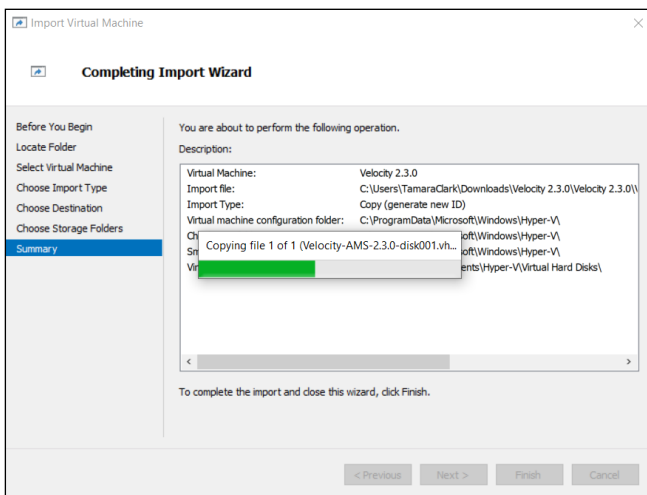 Import Virtual Machine
Completing Import Wizard
Before You Begin
Locate Folder
Select Virtual Machine
Choose Import Type
Choose Destination
Choose Storage Folders
Summary
You are about to perform the following operation.
Description:
Virtual Machine: Velocity 2.3.0
Import file: C:\Users\TamaraClark\Downloads\Velocity 2.3.0\Velocity 2.3.0\
Import Type: Copy (generate new ID)
Virtual machine configuration folder: C:\ProgramData\Microsoft\Windows\Hyper-V\
Ch oft\Windows\Hyper-V\
Sn soft\Windows\Hyper-V\
Vir ents\Hyper-V\Virtual Hard Disks\
Copying file 1 of 1 (Velocity-AMS-2.3.0-disk001.vh...
To complete the import and close this wizard, click Finish.
< Previous Next > Finish Cancel